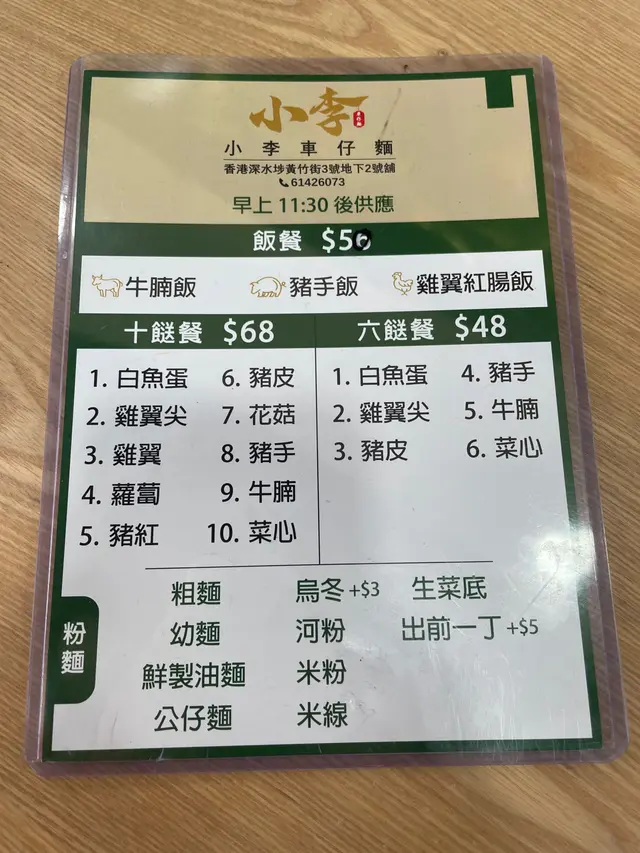 小李
小李車仔麵
香港深水埗黃竹街3號地下2號舖
61426073
早上 11:30 後供應
飯餐 $56
牛腩飯 豬手飯 雞翼紅腸飯
十餸餐 $68
1. 白魚蛋 6. 豬皮
2. 雞翼尖 7. 花菇
3. 雞翼 8. 豬手
4. 蘿蔔 9. 牛腩
5. 豬紅 10. 菜心
六餸餐 $48
1. 白魚蛋 4. 豬手
2. 雞翼尖 5. 牛腩
3. 豬皮 6. 菜心
粉麵
粗麵 烏冬 +$3 生菜底
幼麵 河粉 出前一丁 +$5
鮮製油麵 米粉
公仔麵 米線